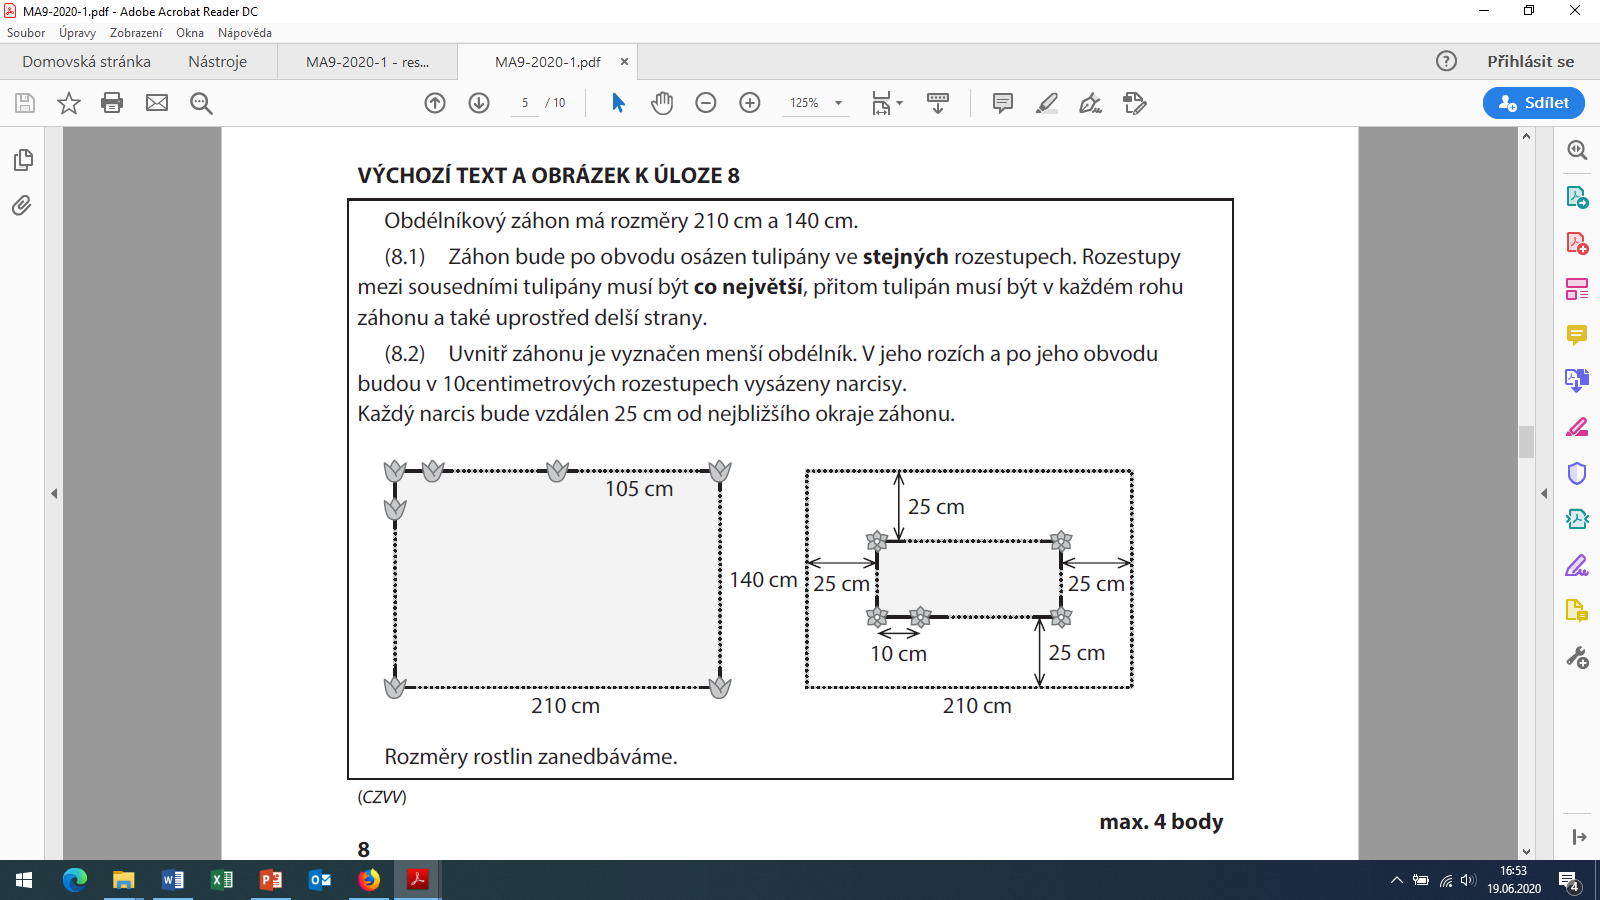 MA9-2020-1.pdf - Adobe Acrobat Reader DC
Soubor Úpravy Zobrazení Okna Nápověda
Domovská stránka Nástroje MA9-2020-1 - res... MA9-2020-1.pdf × Přihlásit se
5 / 10 125% Sdílet
VÝCHOZÍ TEXT A OBRÁZEK K ÚLOZE 8
Obdélníkový záhon má rozměry 210 cm a 140 cm.
(8.1) Záhon bude po obvodu osázen tulipány ve stejných rozestupech. Rozestupy
mezi sousedními tulipány musí být co největší, přitom tulipán musí být v každém rohu
záhonu a také uprostřed delší strany.
(8.2) Uvnitř záhonu je vyznačen menší obdélník. V jeho rozích a po jeho obvodu
budou v 10centimetrových rozestupech vysázeny narcisy.
Každý narcis bude vzdálen 25 cm od nejbližšího okraje záhonu.
105 cm
140 cm
210 cm
25 cm
25 cm
25 cm
10 cm
25 cm
210 cm
Rozměry rostlin zanedbáváme.
(CZVV)
max. 4 body
8
16:53
19.06.2020
4